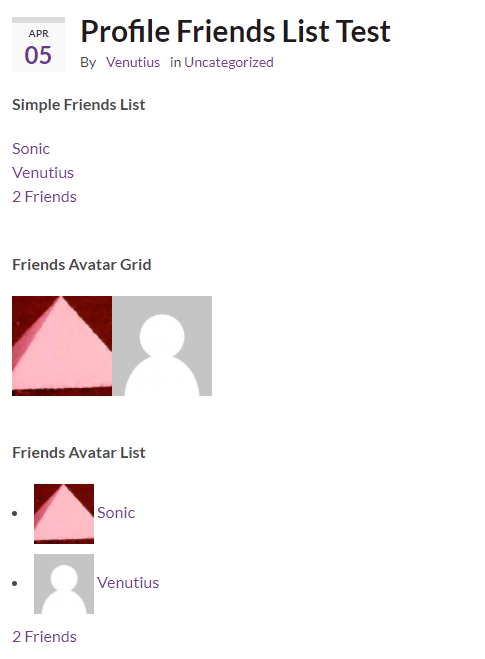 APR
05
Profile Friends List Test
By Venutius in Uncategorized
Simple Friends List
Sonic
Venutius
2 Friends
Friends Avatar Grid
Friends Avatar List
Sonic
Venutius
2 Friends